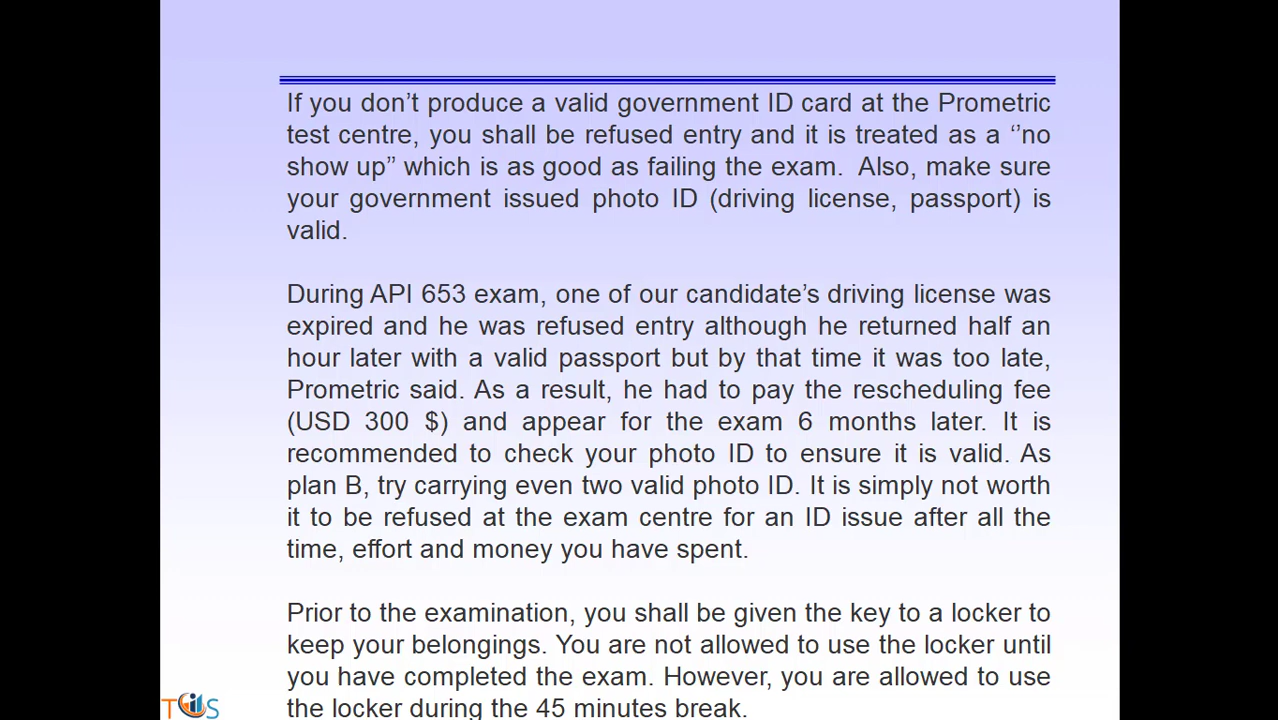 If you don’t produce a valid government ID card at the Prometric
test centre, you shall be refused entry and it is treated as a ‘’no
show up” which is as good as failing the exam.  Also, make sure
your government issued photo ID (driving license, passport) is
valid.
During API 653 exam, one of our candidate’s driving license was
expired and he was refused entry although he returned half an
hour later with a valid passport but by that time it was too late,
Prometric said. As a result, he had to pay the rescheduling fee
(USD 300 $) and appear for the exam 6 months later. It is
recommended to check your photo ID to ensure it is valid. As
plan B, try carrying even two valid photo ID. It is simply not worth
it to be refused at the exam centre for an ID issue after all the
time, effort and money you have spent.
Prior to the examination, you shall be given the key to a locker to
keep your belongings. You are not allowed to use the locker until
you have completed the exam. However, you are allowed to use
the locker during the 45 minutes break.